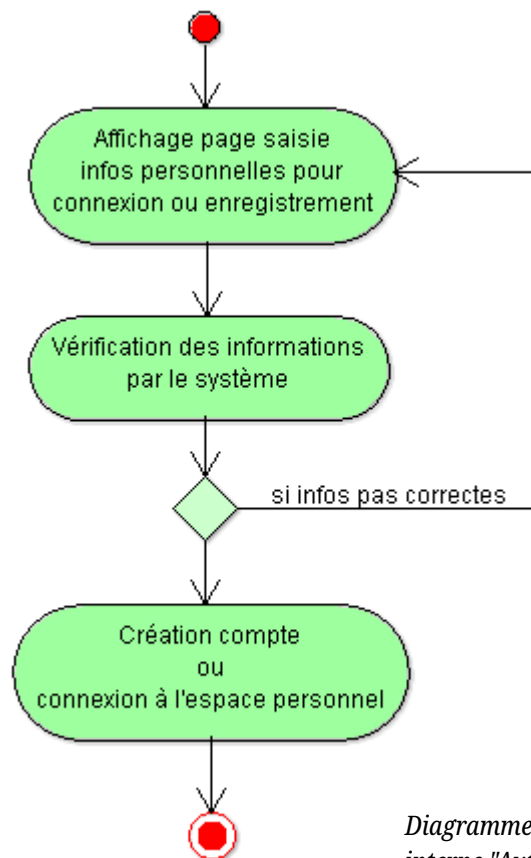 Affichage page saisie
infos personnelles pour
connexion ou enregistrement
Vérification des informations
par le système
si infos pas correctes
Création compte
ou
connexion à l'espace personnel
Diagramme
interne